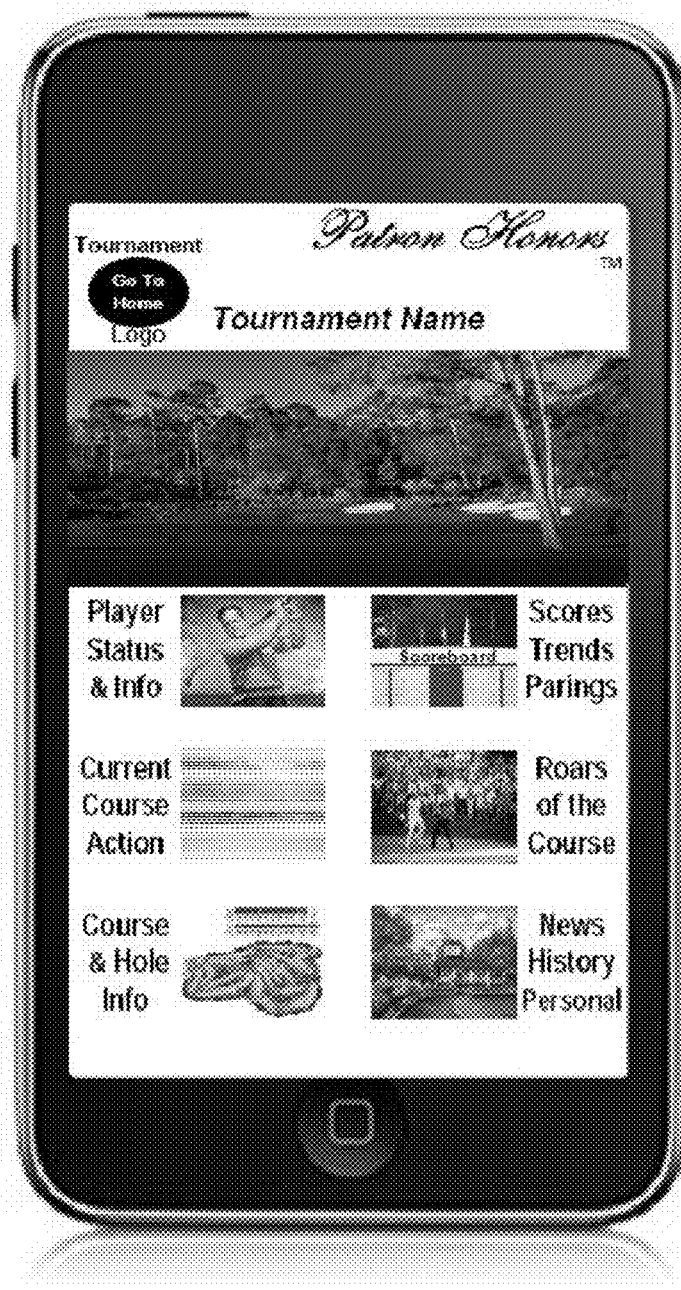 Patron Honors
TM
Tournament
Go To
Home
Logo
Tournament Name
Player
Status
& Info
Scoreboard
Scores
Trends
Parings
Current
Course
Action
Roars
of the
Course
Course
& Hole
Info
News
History
Personal